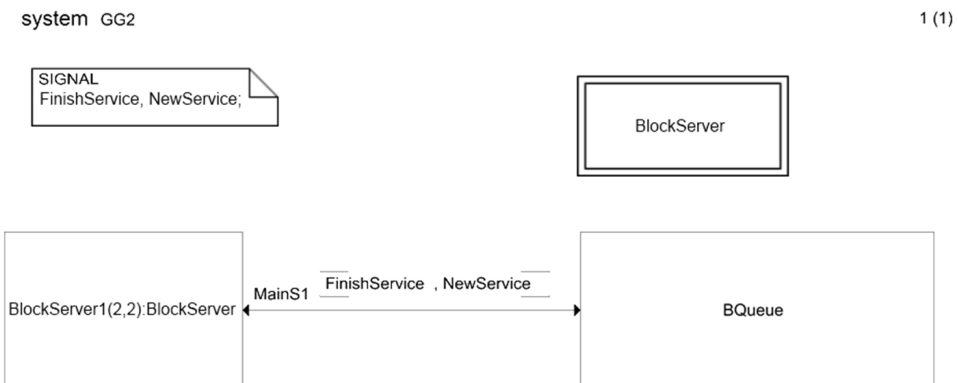 system GG2
1 (1)
SIGNAL
FinishService, NewService;
BlockServer
MainS1
FinishService , NewService
BlockServer1(2,2):BlockServer
BQueue